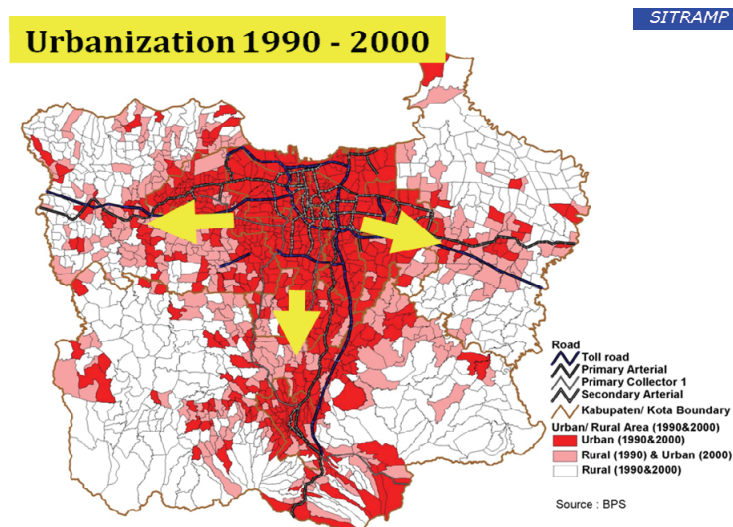 SITRAMP
Urbanization 1990 - 2000
Road
Toll road
Primary Arterial
Primary Collector 1
Secondary Arterial
Kabupaten/ Kota Boundary
Urban/ Rural Area (1990&2000)
Urban (1990&2000)
Rural (1990) & Urban (2000)
Rural (1990&2000)
Source : BPS